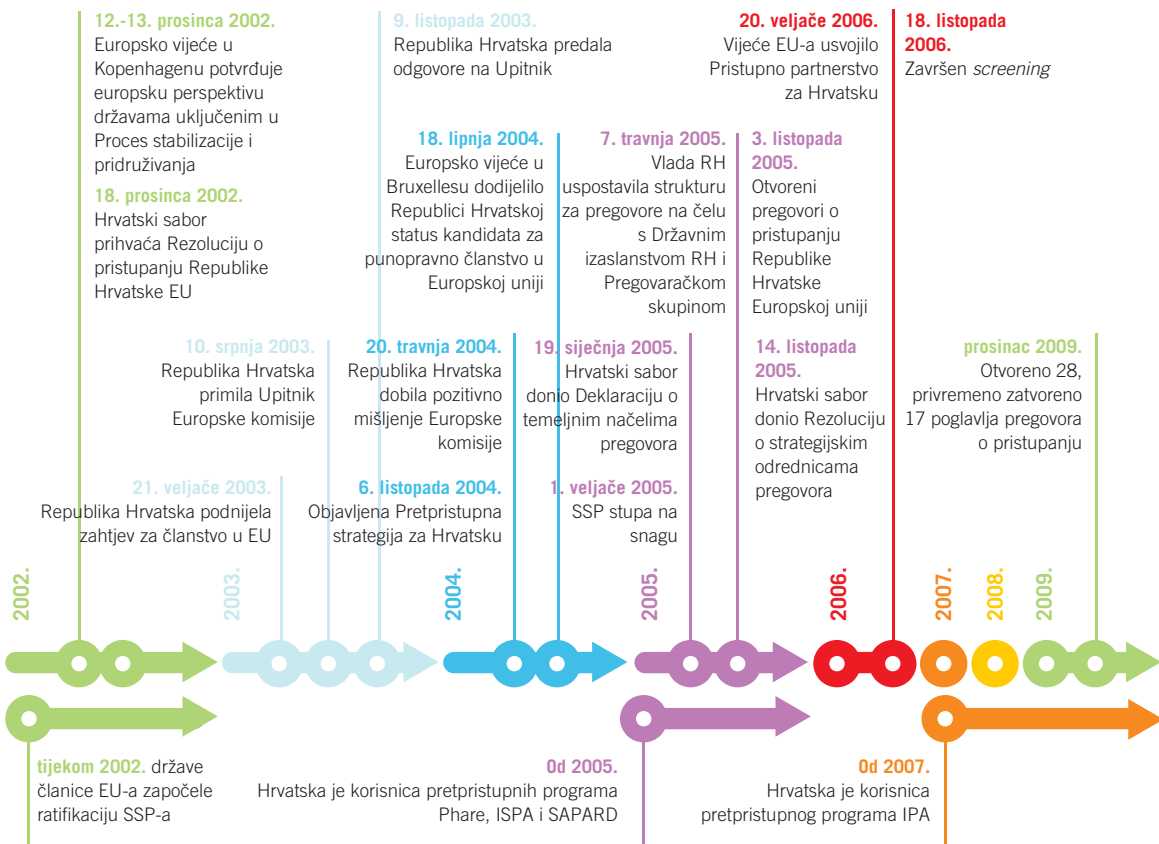 12.-13. prosinca 2002.
Europsko vijeće u
Kopenhagenu potvrđuje
europsku perspektivu
državama uključenim u
Proces stabilizacije i
pridruživanja
18. prosinca 2002.
Hrvatski sabor
prihvaća Rezoluciju o
pristupanju Republike
Hrvatske EU
9. listopada 2003.
Republika Hrvatska predala
odgovore na Upitnik
20. veljače 2006.
Vijeće EU-a usvojilo
Pristupno partnerstvo
za Hrvatsku
18. listopada
2006.
Završen screening
18. lipnja 2004.
Europsko vijeće u
Bruxellesu dodijelilo
Republici Hrvatskoj
status kandidata za
punopravno članstvo u
Europskoj uniji
7. travnja 2005.
Vlada RH
uspostavila strukturu
za pregovore na čelu
s Državnim
izaslanstvom RH i
Pregovaračkom
skupinom
3. listopada
2005.
Otvoreni
pregovori o
pristupanju
Republike
Hrvatske
Europskoj uniji
10. srpnja 2003.
Republika Hrvatska
primila Upitnik
Europske komisije
20. travnja 2004.
Republika Hrvatska
dobila pozitivno
mišljenje Europske
komisije
19. siječnja 2005.
Hrvatski sabor
donio Deklaraciju o
temeljnim načelima
pregovora
14. listopada
2005.
Hrvatski sabor
donio Rezoluciju
o strategijskim
odrednicama
pregovora
prosinac 2009.
Otvoreno 28,
privremeno zatvoreno
17 poglavlja pregovora
o pristupanju
21. veljače 2003.
Republika Hrvatska podnijela
zahtjev za članstvo u EU
6. listopada 2004.
Objavljena Pretpristupna
strategija za Hrvatsku
1. veljače 2005.
SSP stupa na
snagu
2002.
2003.
2004.
2005.
2006.
2007.
2008.
2009.
tijekom 2002. države
članice EU-a započele
ratifikaciju SSP-a
Od 2005.
Hrvatska je korisnica pretpristupnih programa
Phare, ISPA i SAPARD
Od 2007.
Hrvatska je korisnica
pretpristupnog programa IPA